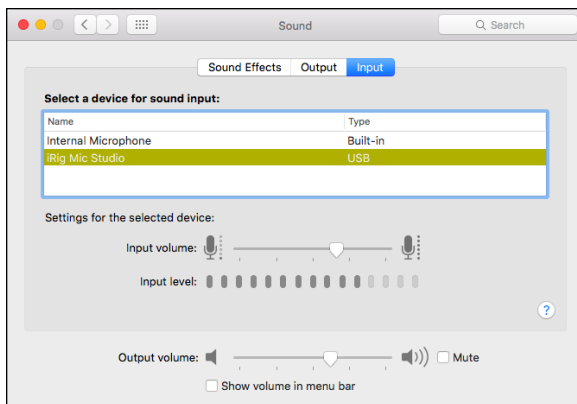 Sound
Search
Sound Effects Output Input
Select a device for sound input:
Name Type
Internal Microphone Built-in
iRig Mic Studio USB
Settings for the selected device:
Input volume:
Input level:
?
Output volume: Mute
Show volume in menu bar